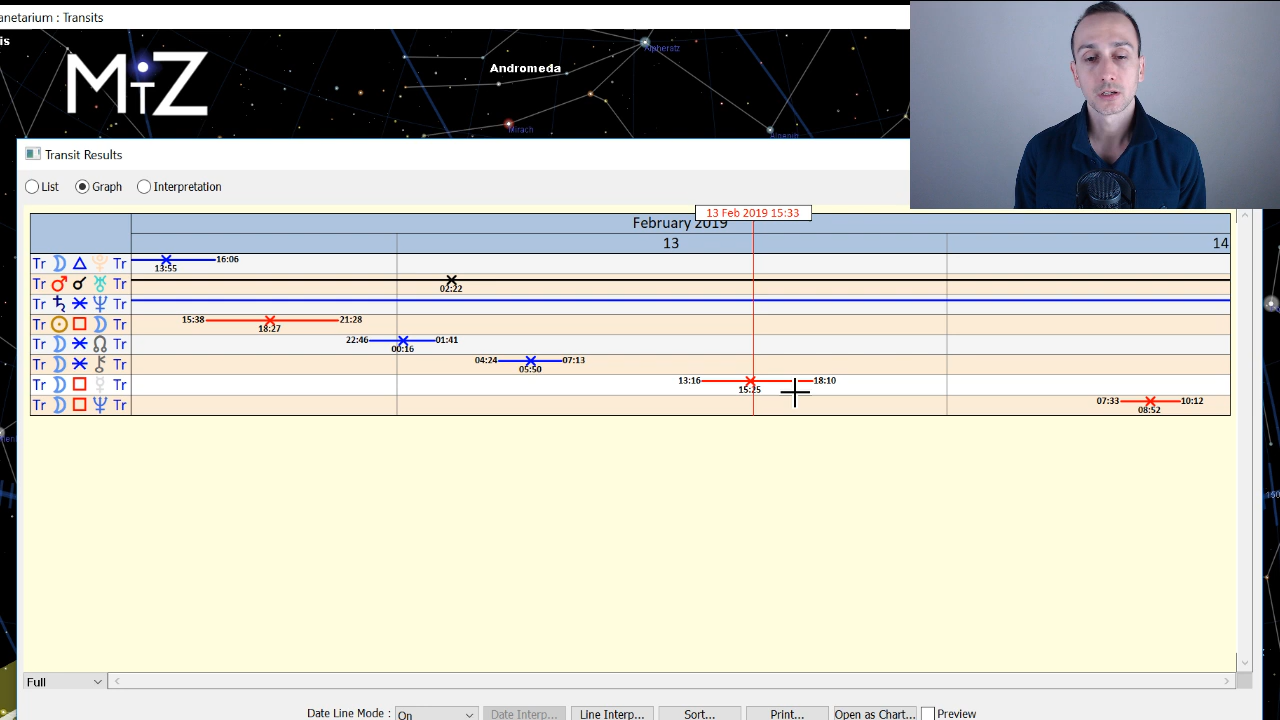 anetarium : Transits
is
MTZ
Andromeda
Alpheratz
Mirach
Transit Results
List Graph Interpretation
13 Feb 2019 15:33
February 2019
13 14
Tr Tr 13:55 16:06
Tr Tr 02:22
Tr Tr
Tr Tr 15:38 18:27 21:28
Tr Tr 22:46 00:16 01:41
Tr Tr 04:24 05:50 07:13
Tr Tr 13:16 15:25 18:10
Tr Tr 07:33 08:52 10:12
Full
Date Line Mode : On Date Interp... Line Interp... Sort... Print... Open as Chart... Preview